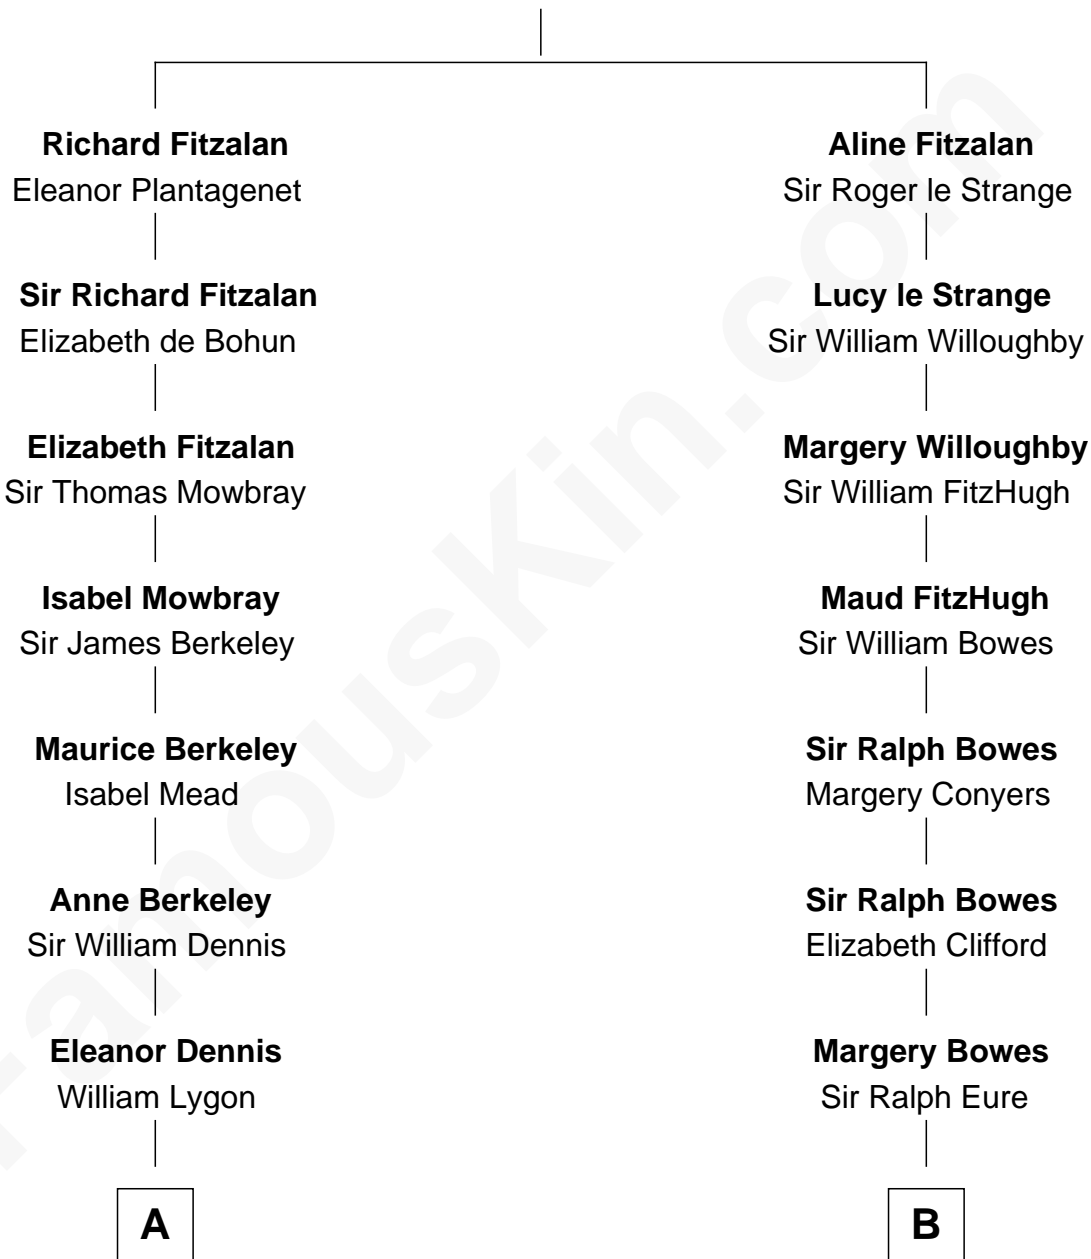 Richard Fitzalan
Eleanor Plantagenet
Sir Richard Fitzalan
Elizabeth de Bohun
Elizabeth Fitzalan
Sir Thomas Mowbray
Isabel Mowbray
Sir James Berkeley
Maurice Berkeley
Isabel Mead
Anne Berkeley
Sir William Dennis
Eleanor Dennis
William Lygon
A
Aline Fitzalan
Sir Roger le Strange
Lucy le Strange
Sir William Willoughby
Margery Willoughby
Sir William FitzHugh
Maud FitzHugh
Sir William Bowes
Sir Ralph Bowes
Margery Conyers
Sir Ralph Bowes
Elizabeth Clifford
Margery Bowes
Sir Ralph Eure
B
FamousKin.com